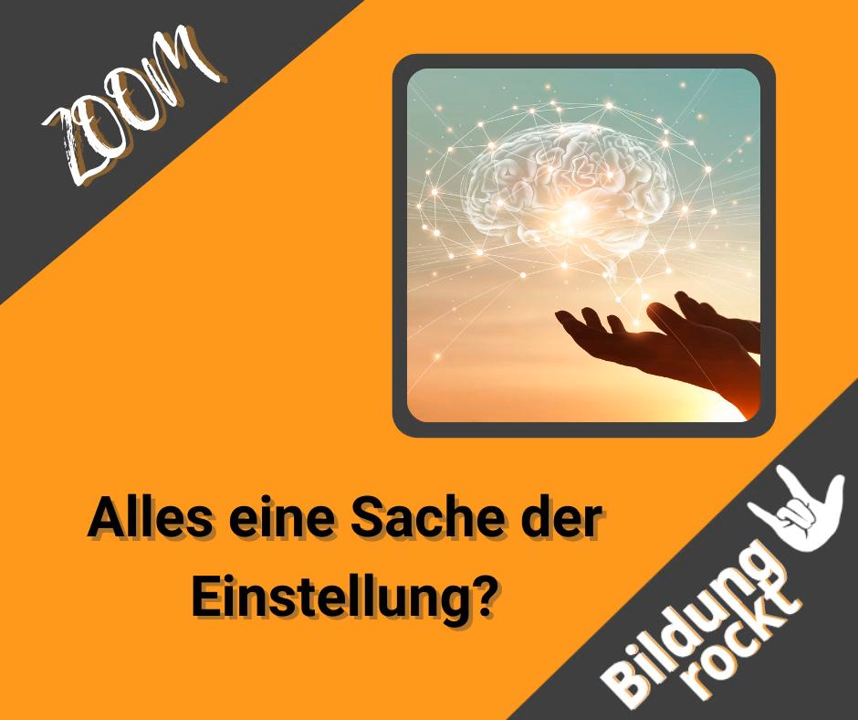 ZOOM
Alles eine Sache der
Einstellung?
Bildung
rockt